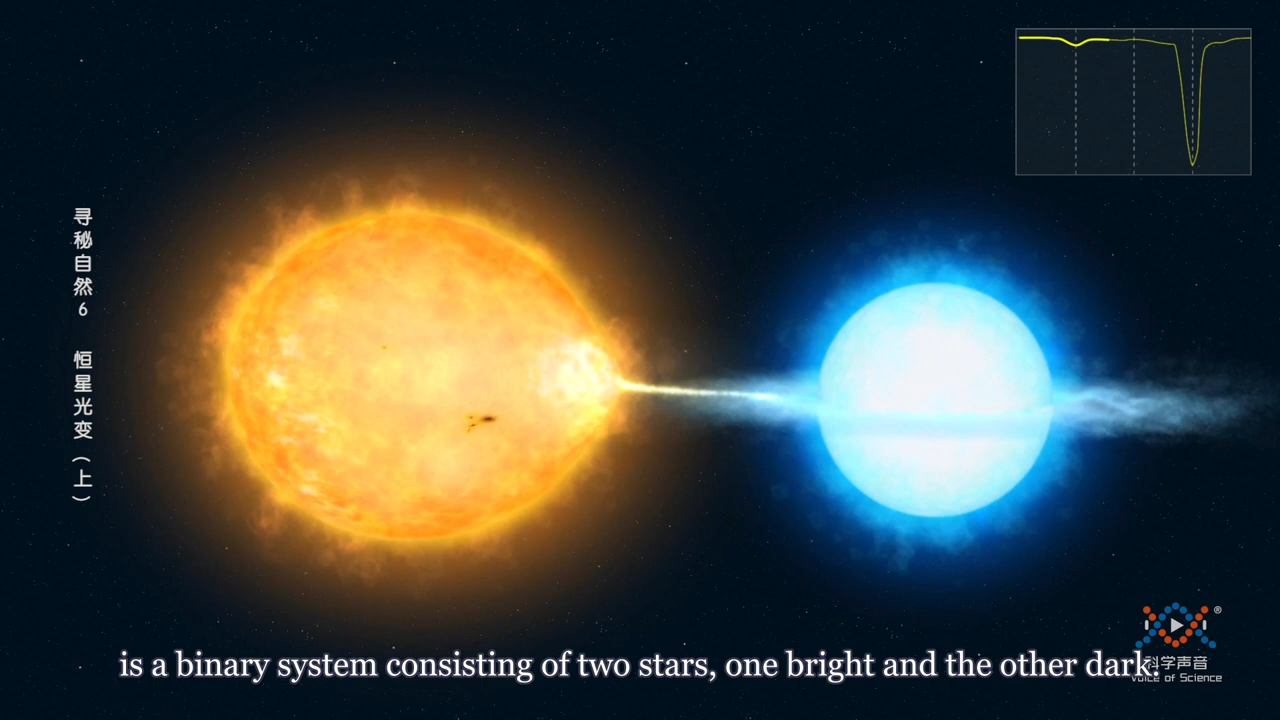 寻秘自然6 恒星光变(上)
is a binary system consisting of two stars, one bright and the other dark.
®
科学声音
Voice of Science